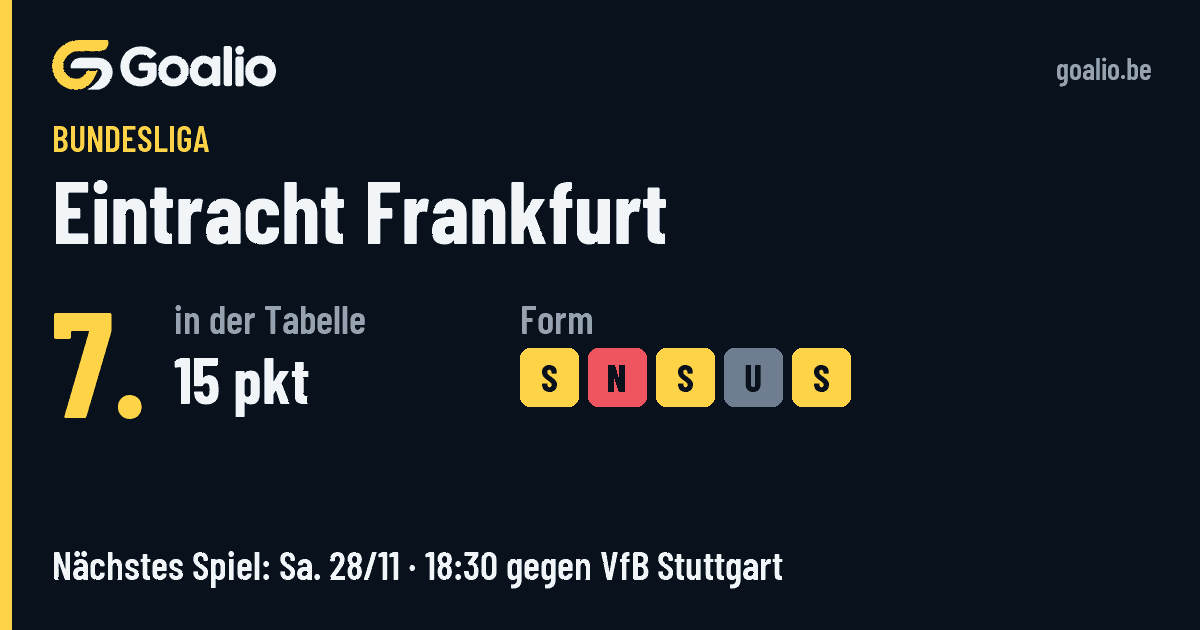 Goalio
goalio.be
BUNDESLIGA
Eintracht Frankfurt
7.
in der Tabelle
15 pkt
Form
S N S U S
Nächstes Spiel: Sa. 28/11 · 18:30 gegen VfB Stuttgart